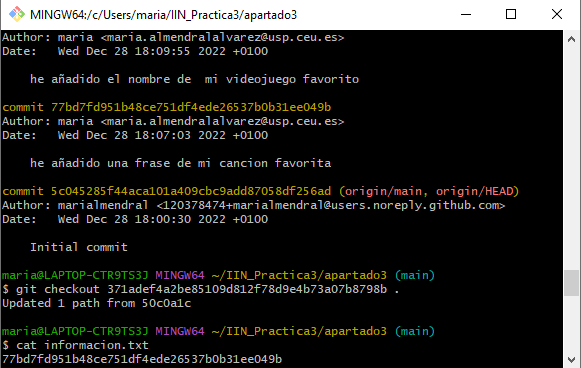 MINGW64:/c/Users/maria/IIN_Practica3/apartado3
Author: maria <maria.almendralalvarez@usp.ceu.es>
Date:   Wed Dec 28 18:09:55 2022 +0100
he añadido el nombre de  mi videojuego favorito
commit 77bd7fd951b48ce751df4ede26537b0b31ee049b
Author: maria <maria.almendralalvarez@usp.ceu.es>
Date:   Wed Dec 28 18:07:03 2022 +0100
he añadido una frase de mi cancion favorita
commit 5c045285f44aca101a409cbc9add87058df256ad (origin/main, origin/HEAD)
Author: marialmendral <120378474+marialmendral@users.noreply.github.com>
Date:   Wed Dec 28 18:00:30 2022 +0100
Initial commit
maria@LAPTOP-CTR9TS3J MINGW64 ~/IIN_Practica3/apartado3 (main)
$ git checkout 371adef4a2be85109d812f78d9e4b73a07b8798b .
Updated 1 path from 50c0a1c
maria@LAPTOP-CTR9TS3J MINGW64 ~/IIN_Practica3/apartado3 (main)
$ cat informacion.txt
77bd7fd951b48ce751df4ede26537b0b31ee049b